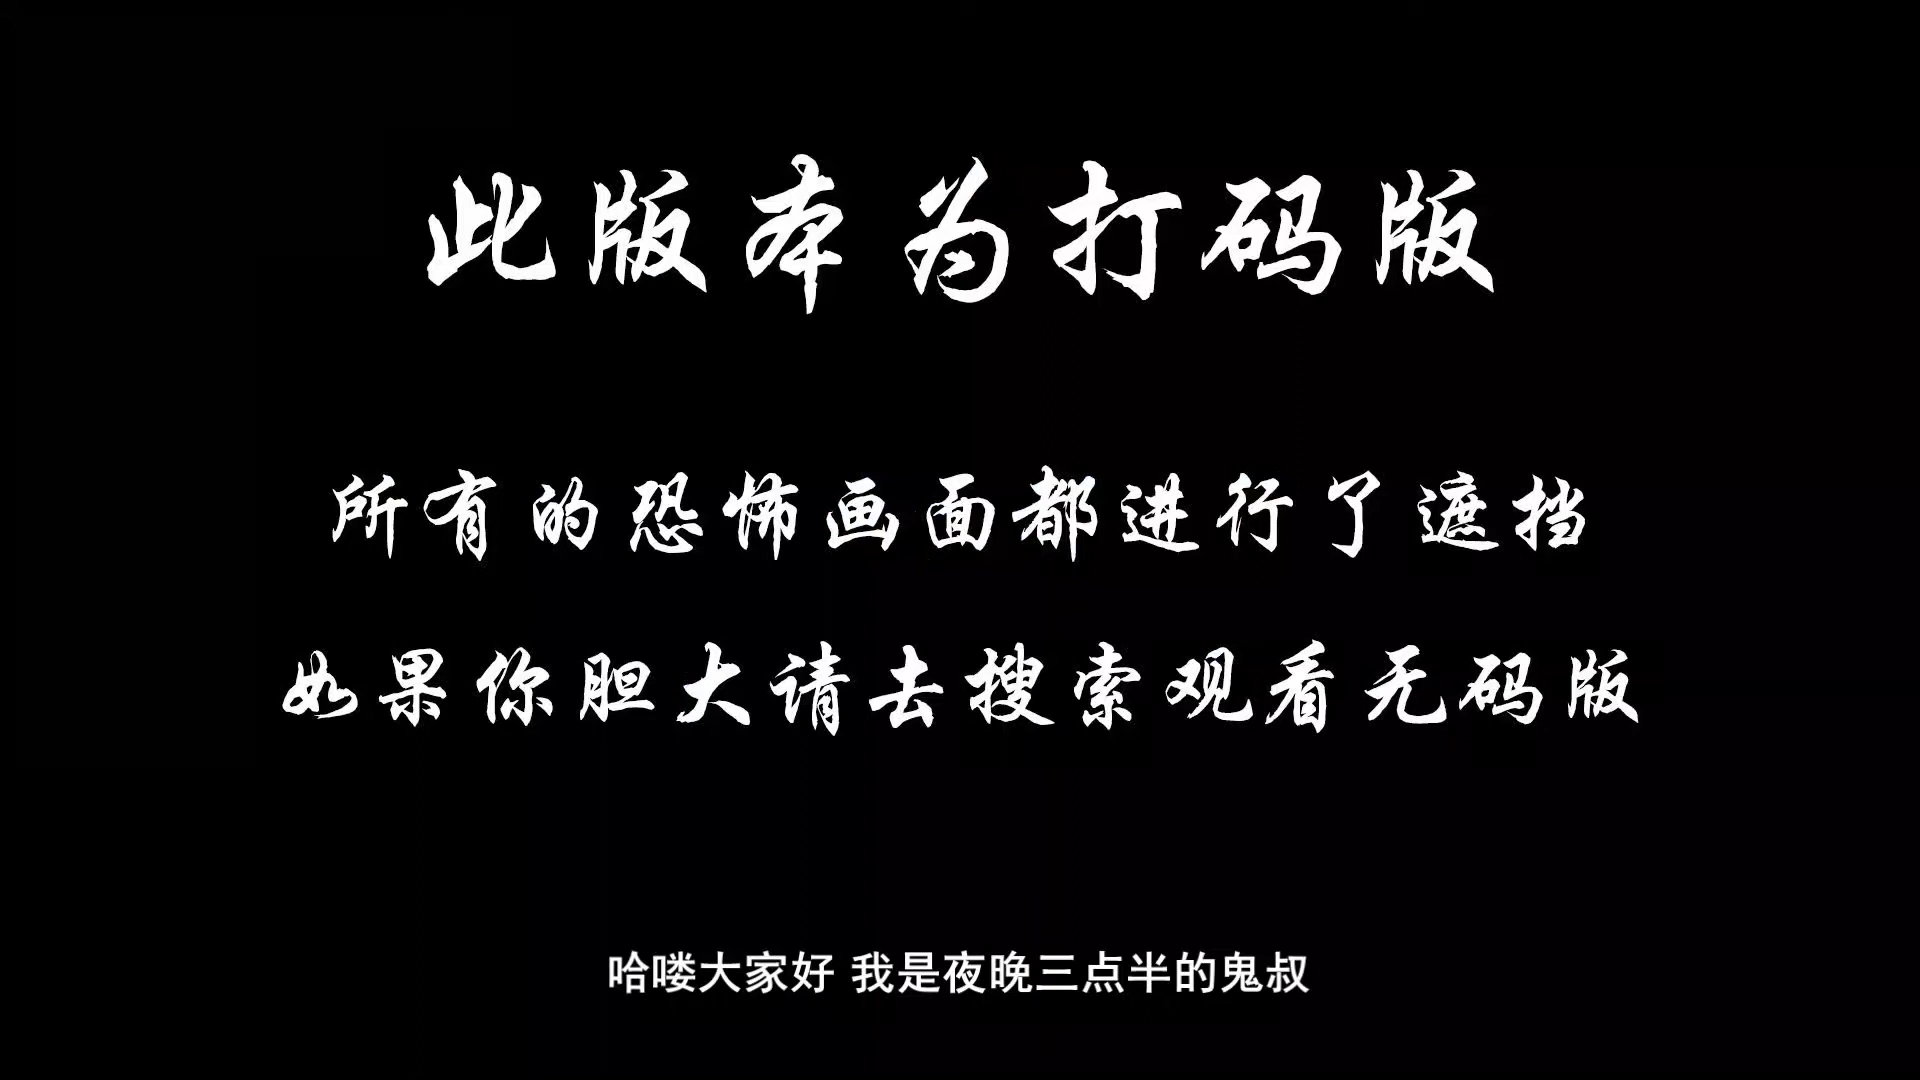 此版本为打码版
所有的恐怖画面都进行了遮挡
如果你胆大请去搜索观看无码版
哈喽大家好 我是夜晚三点半的鬼叔